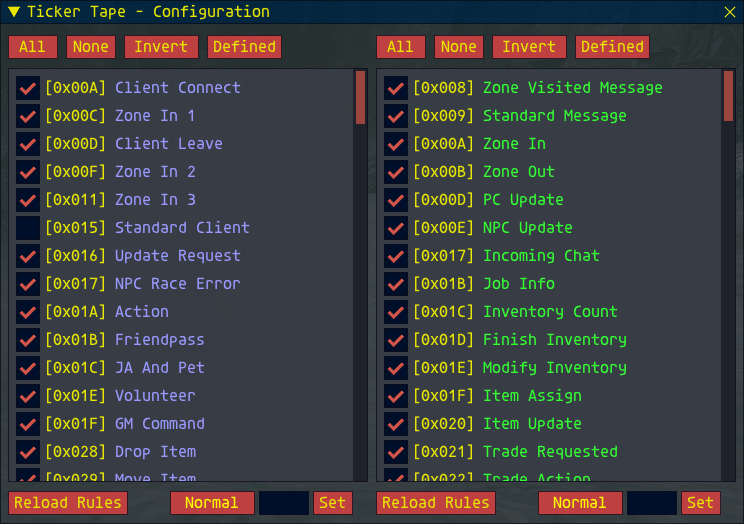 Ticker Tape - Configuration
All None Invert Defined
[0x00A] Client Connect
[0x00C] Zone In 1
[0x00D] Client Leave
[0x00F] Zone In 2
[0x011] Zone In 3
[0x015] Standard Client
[0x016] Update Request
[0x017] NPC Race Error
[0x01A] Action
[0x01B] Friendpass
[0x01C] JA And Pet
[0x01E] Volunteer
[0x01F] GM Command
[0x028] Drop Item
[0x029] Move Item
Reload Rules Normal Set
All None Invert Defined
[0x008] Zone Visited Message
[0x009] Standard Message
[0x00A] Zone In
[0x00B] Zone Out
[0x00D] PC Update
[0x00E] NPC Update
[0x017] Incoming Chat
[0x01B] Job Info
[0x01C] Inventory Count
[0x01D] Finish Inventory
[0x01E] Modify Inventory
[0x01F] Item Assign
[0x020] Item Update
[0x021] Trade Requested
[0x022] Trade Action
Reload Rules Normal Set